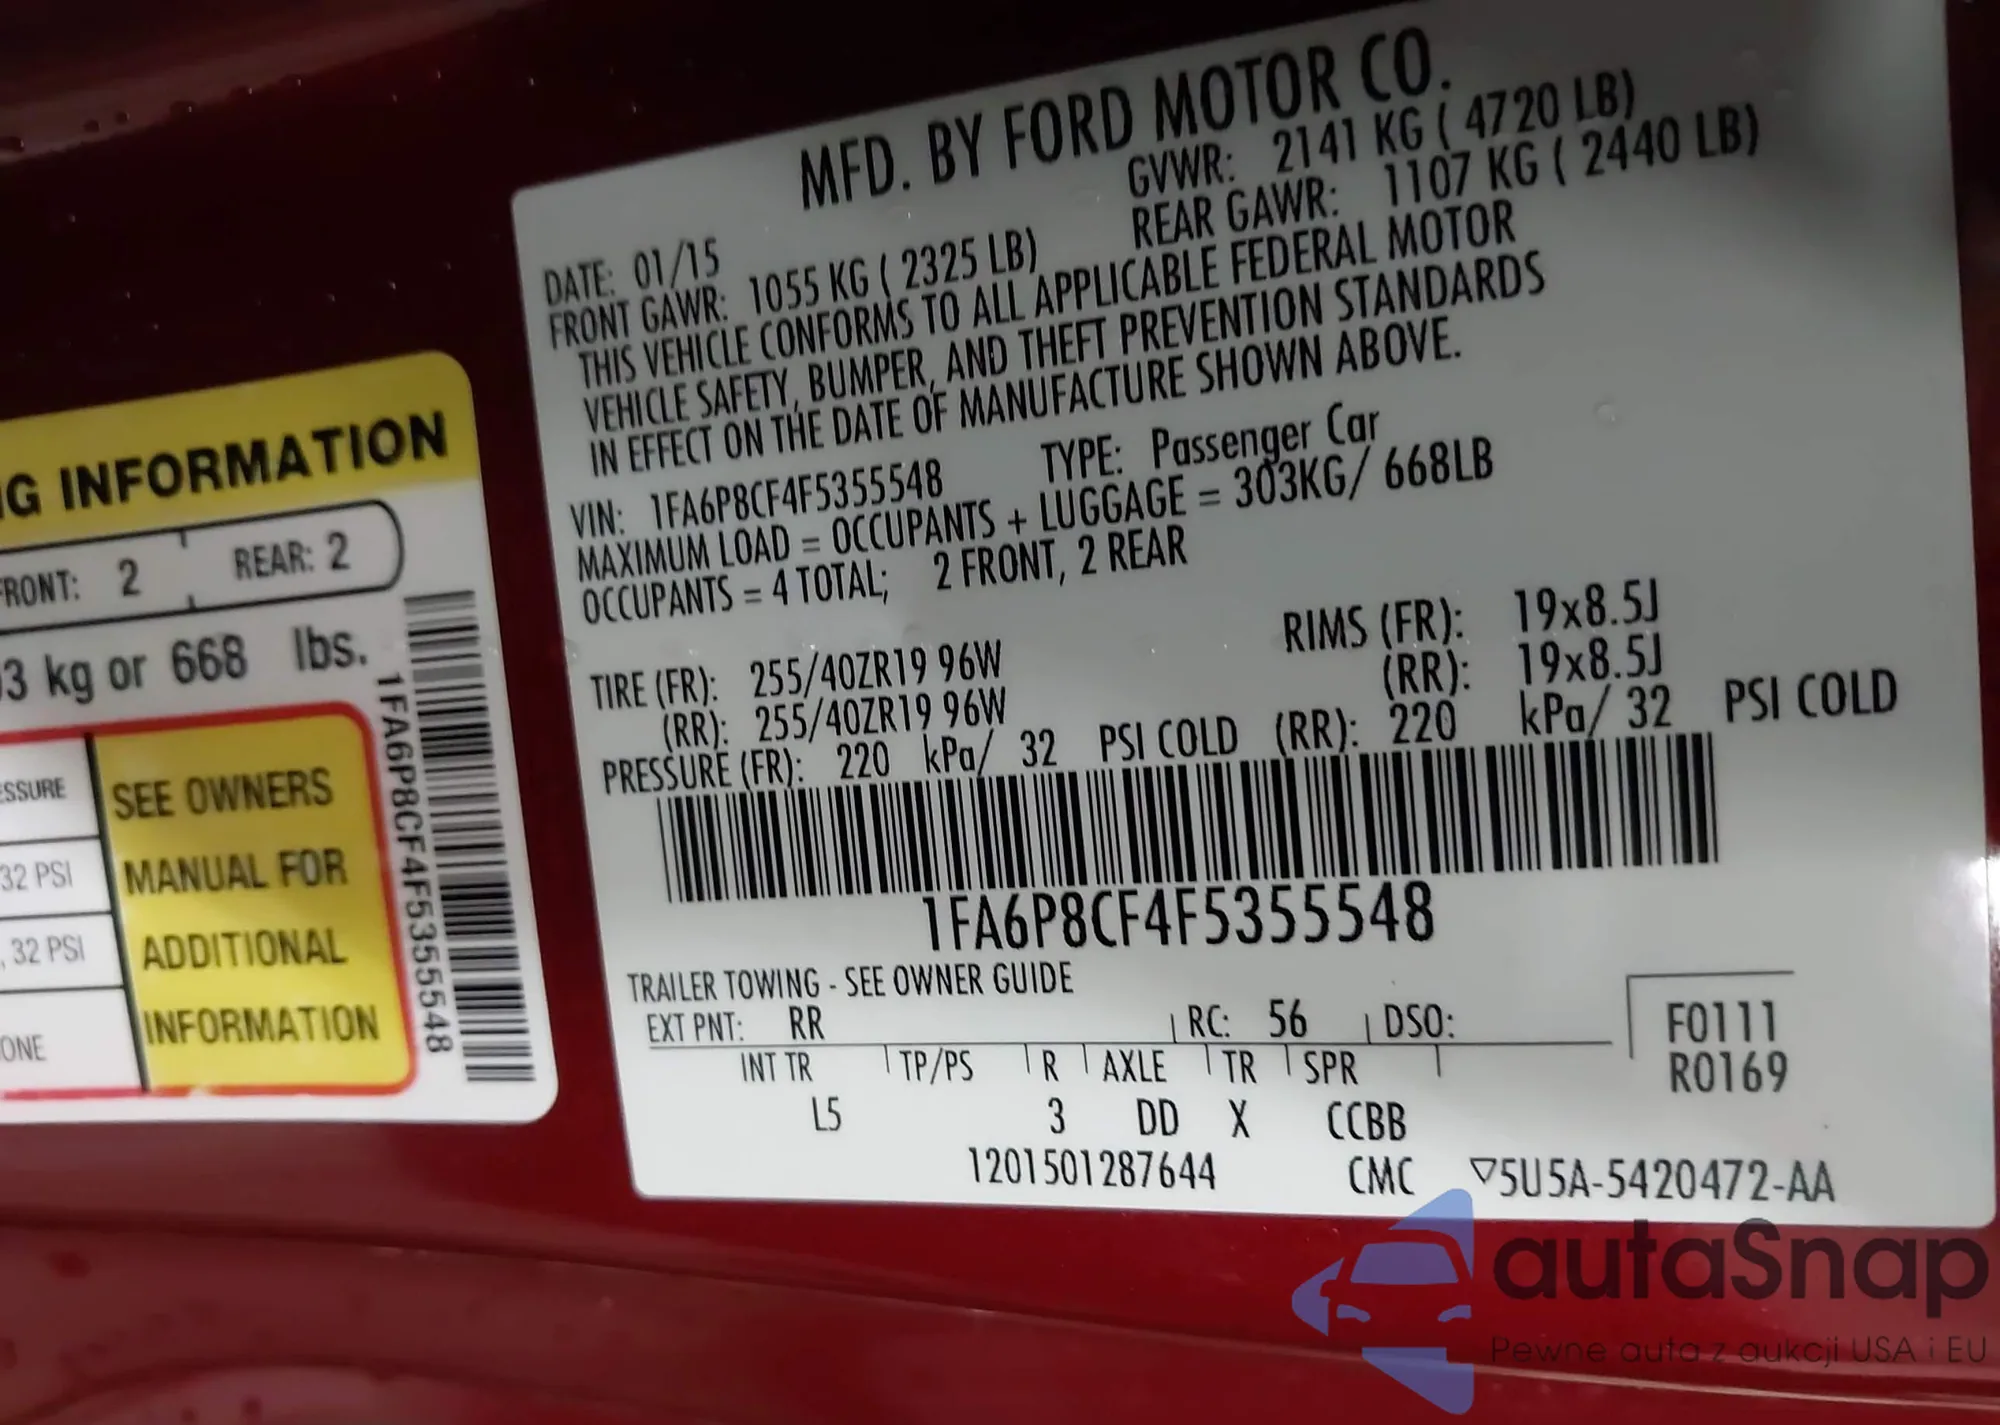 MFD. BY FORD MOTOR CO.
GVWR: 2141 KG ( 4720 LB)
DATE: 01/15
REAR GAWR: 1107 KG ( 2440 LB)
FRONT GAWR: 1055 KG ( 2325 LB)
THIS VEHICLE CONFORMS TO ALL APPLICABLE FEDERAL MOTOR
VEHICLE SAFETY, BUMPER, AND THEFT PREVENTION STANDARDS
IN EFFECT ON THE DATE OF MANUFACTURE SHOWN ABOVE.
VIN: 1FA6P8CF4F5355548 TYPE: Passenger Car
MAXIMUM LOAD = OCCUPANTS + LUGGAGE = 303KG/ 668LB
OCCUPANTS = 4 TOTAL; 2 FRONT, 2 REAR
TIRE (FR): 255/40ZR19 96W RIMS (FR): 19x8.5J
(RR): 255/40ZR19 96W (RR): 19x8.5J
PRESSURE (FR): 220 kPa/ 32 PSI COLD (RR): 220 kPa/ 32 PSI COLD
1FA6P8CF4F5355548
TRAILER TOWING - SEE OWNER GUIDE
EXT PNT: RR RC: 56 DSO: F0111
R0169
INT TR TP/PS R AXLE TR SPR
L5 3 DD X CCBB
1201501287644 CMC ▽5U5A-5420472-AA
G INFORMATION
FRONT: 2 REAR: 2
03 kg or 668 lbs.
1FA6P8CF4F5355548
ESSURE
32 PSI
, 32 PSI
ONE
SEE OWNERS
MANUAL FOR
ADDITIONAL
INFORMATION
autaSnap
Pewne auta z aukcji USA i EU